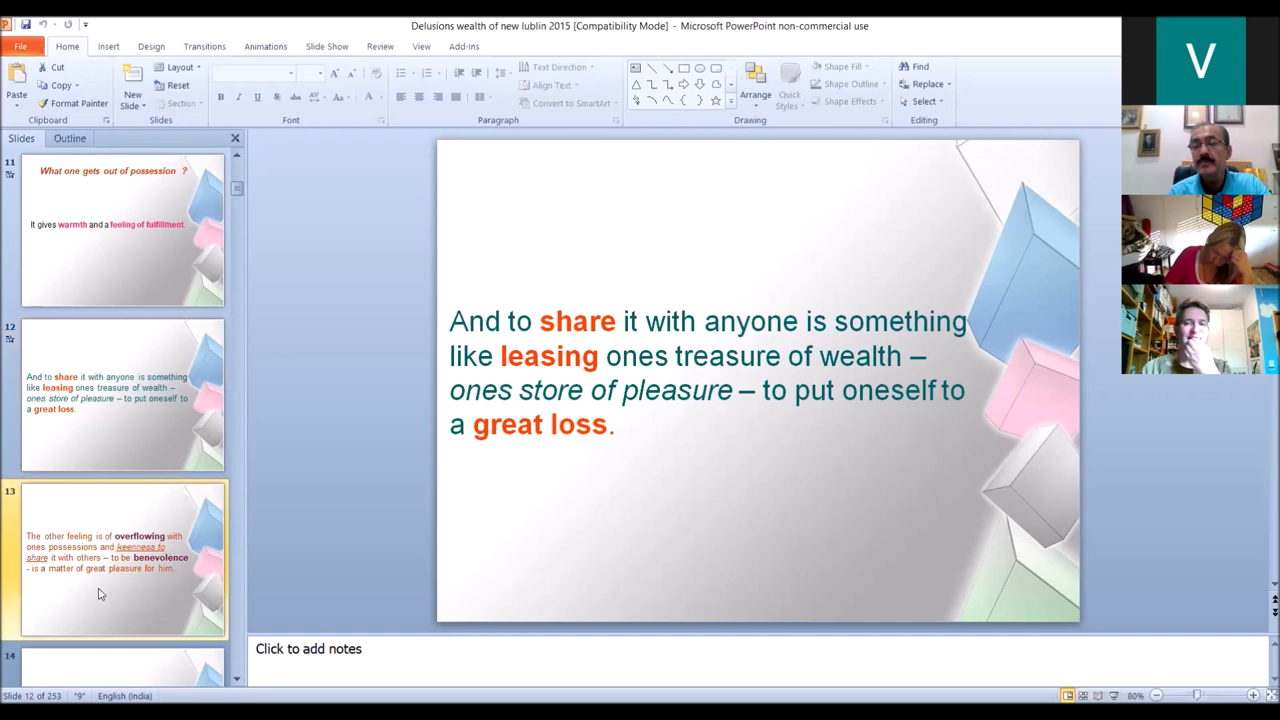 Delusions wealth of new lublin 2015 [Compatibility Mode] - Microsoft PowerPoint non-commercial use
File Home Insert Design Transitions Animations Slide Show Review View Add-Ins
Paste
Cut
Copy
Format Painter
Clipboard
New
Slide
Layout
Reset
Section
Slides
Font
Text Direction
Align Text
Convert to SmartArt
Paragraph
Arrange
Quick
Styles
Shape Fill
Shape Outline
Shape Effects
Drawing
Find
Replace
Select
Editing
V
Slides Outline
11
What one gets out of possession ?
It gives warmth and a feeling of fulfillment.
12
And to share it with anyone is something
like leasing ones treasure of wealth –
ones store of pleasure – to put oneself to
a great loss.
13
The other feeling is of overflowing with
ones possessions and keenness to
share it with others – to be benevolence
- is a matter of great pleasure for him.
14
And to share it with anyone is something
like leasing ones treasure of wealth –
ones store of pleasure – to put oneself to
a great loss.
Click to add notes
Slide 12 of 253 "9" English (India) 80%